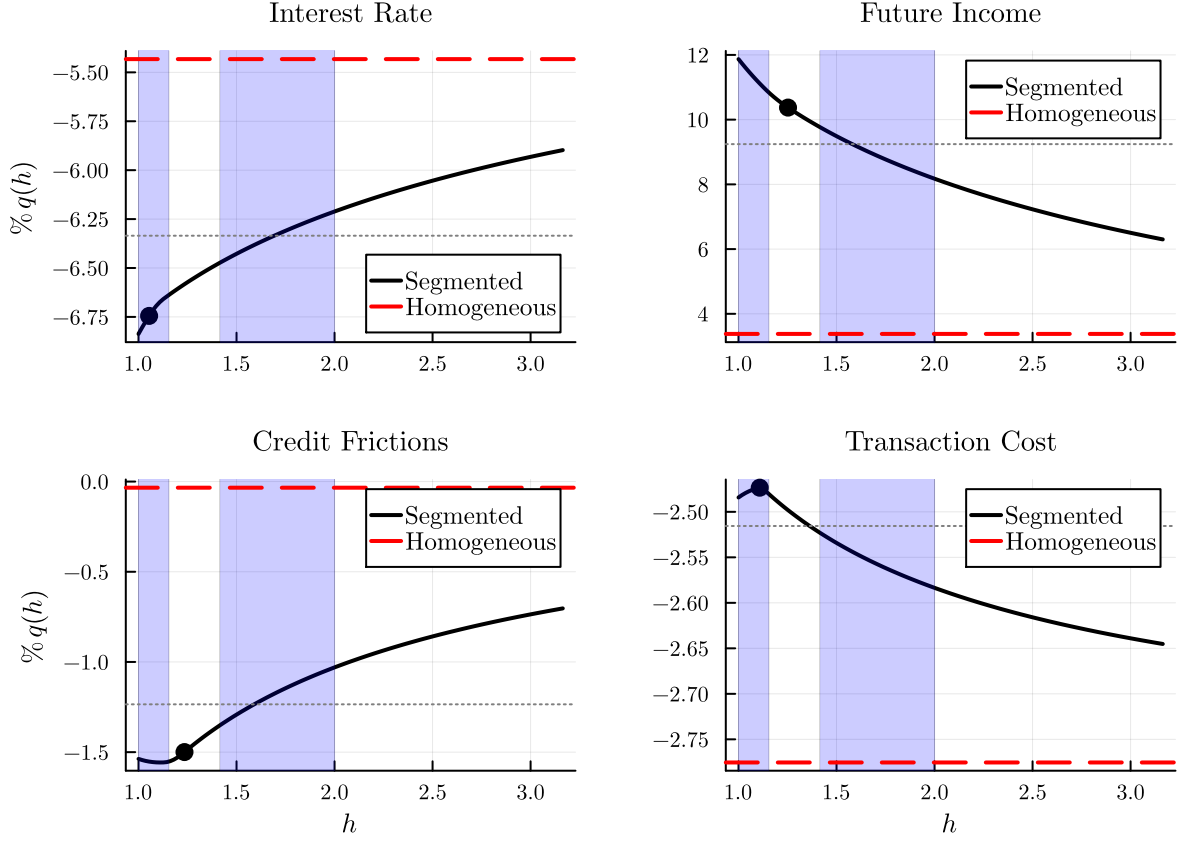 Interest Rate
% q(h)
−5.50
−5.75
−6.00
−6.25
−6.50
−6.75
1.0 1.5 2.0 2.5 3.0
Segmented
Homogeneous
Future Income
12
10
8
6
4
1.0 1.5 2.0 2.5 3.0
Segmented
Homogeneous
Credit Frictions
% q(h)
0.0
−0.5
−1.0
−1.5
1.0 1.5 2.0 2.5 3.0
h
Segmented
Homogeneous
Transaction Cost
−2.50
−2.55
−2.60
−2.65
−2.70
−2.75
1.0 1.5 2.0 2.5 3.0
h
Segmented
Homogeneous